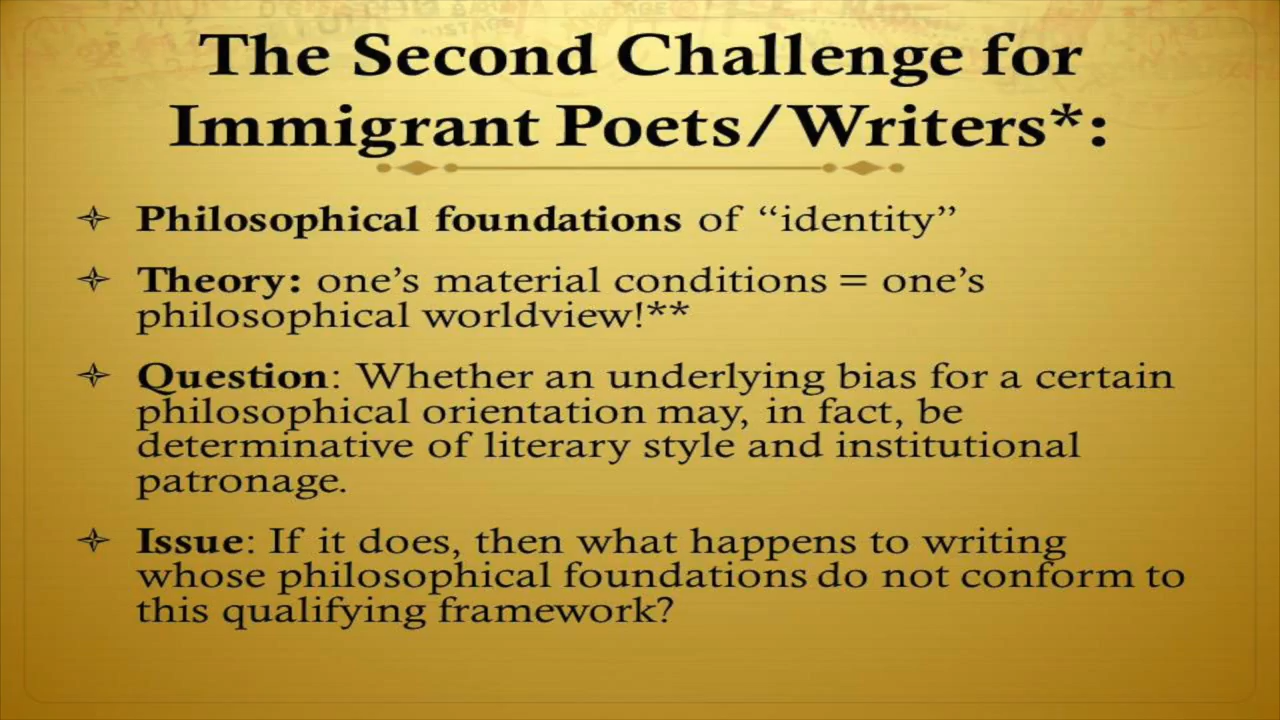 The Second Challenge for
Immigrant Poets/Writers*:
Philosophical foundations of “identity”
Theory: one’s material conditions = one’s
philosophical worldview!**
Question: Whether an underlying bias for a certain
philosophical orientation may, in fact, be
determinative of literary style and institutional
patronage.
Issue: If it does, then what happens to writing
whose philosophical foundations do not conform to
this qualifying framework?